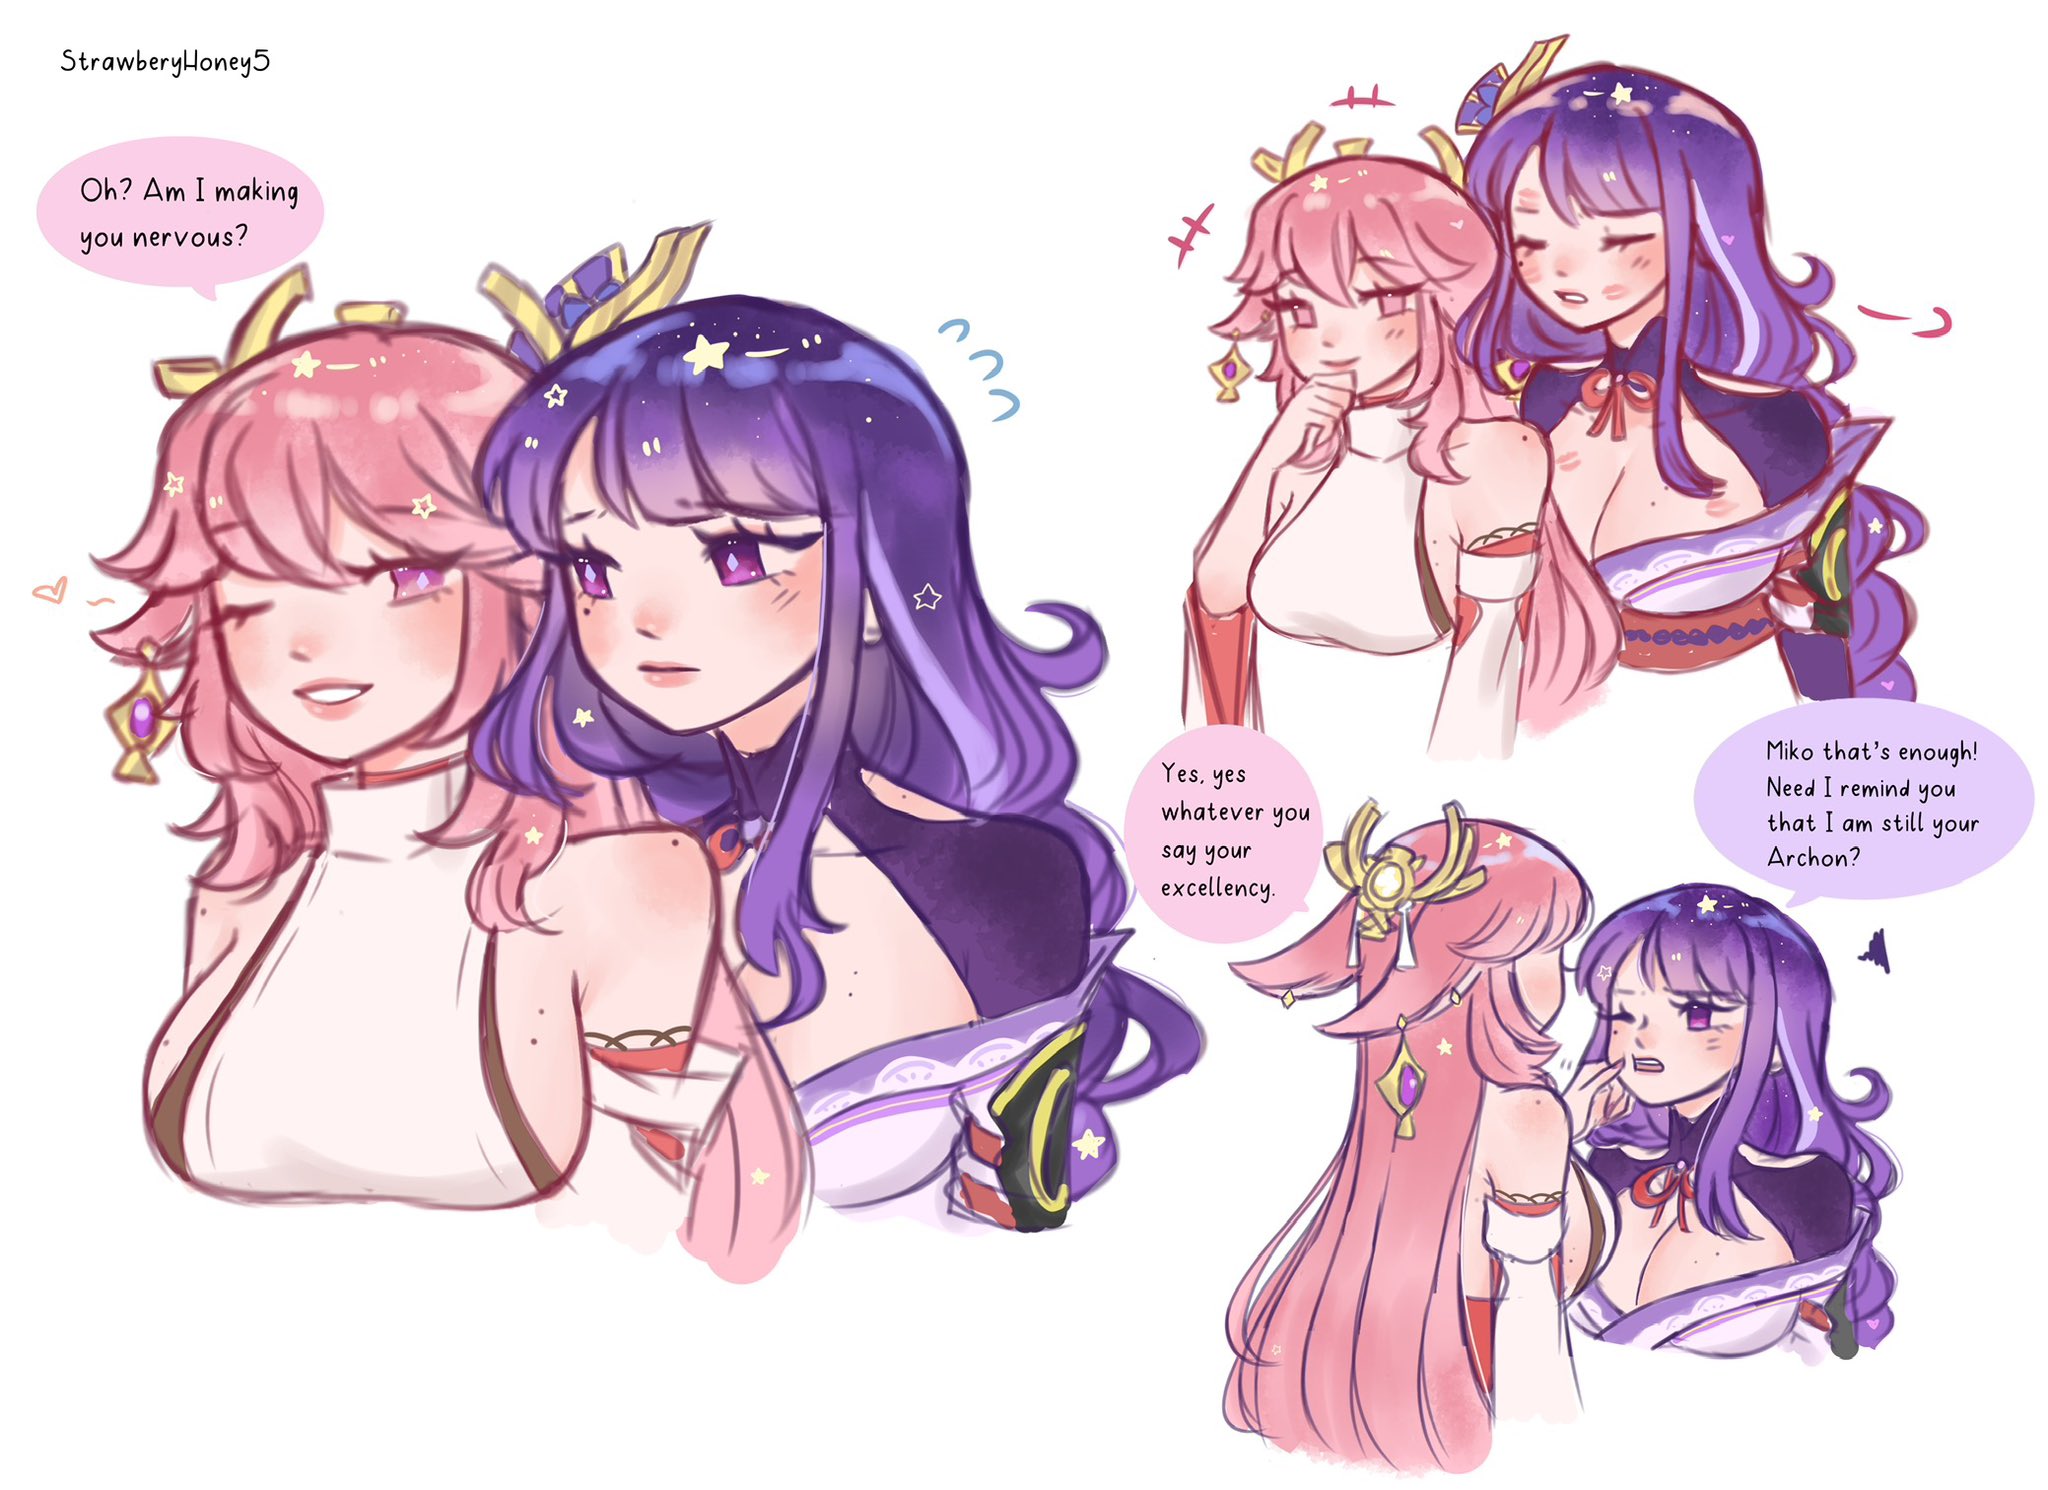 StrawberyHoney5
Oh? Am I making
you nervous?
Yes, yes
whatever you
say your
excellency.
Miko that's enough!
Need I remind you
that I am still your
Archon?